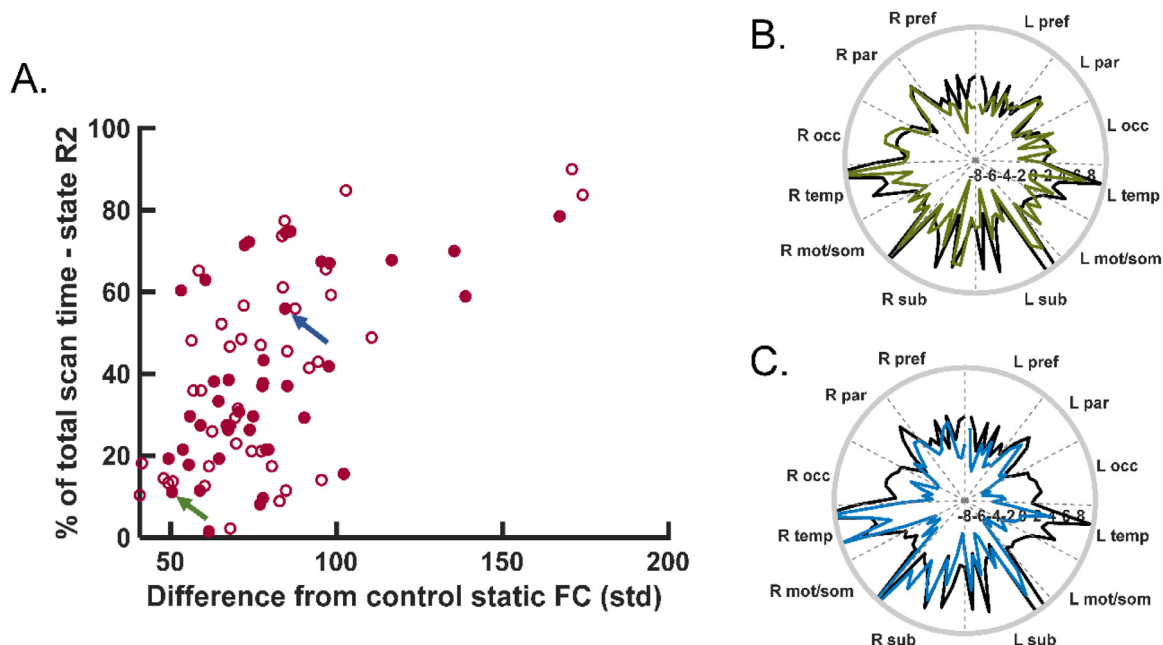 A.
% of total scan time - state R2
100
80
60
40
20
0
50
100
150
200
Difference from control static FC (std)
B.
R pref
L pref
R par
L par
R occ
L occ
-8 -6 -4 -2 0 2 4 6 8
R temp
L temp
R mot/som
L mot/som
R sub
L sub
C.
R pref
L pref
R par
L par
R occ
L occ
-8 -6 -4 -2 0 2 4 6 8
R temp
L temp
R mot/som
L mot/som
R sub
L sub